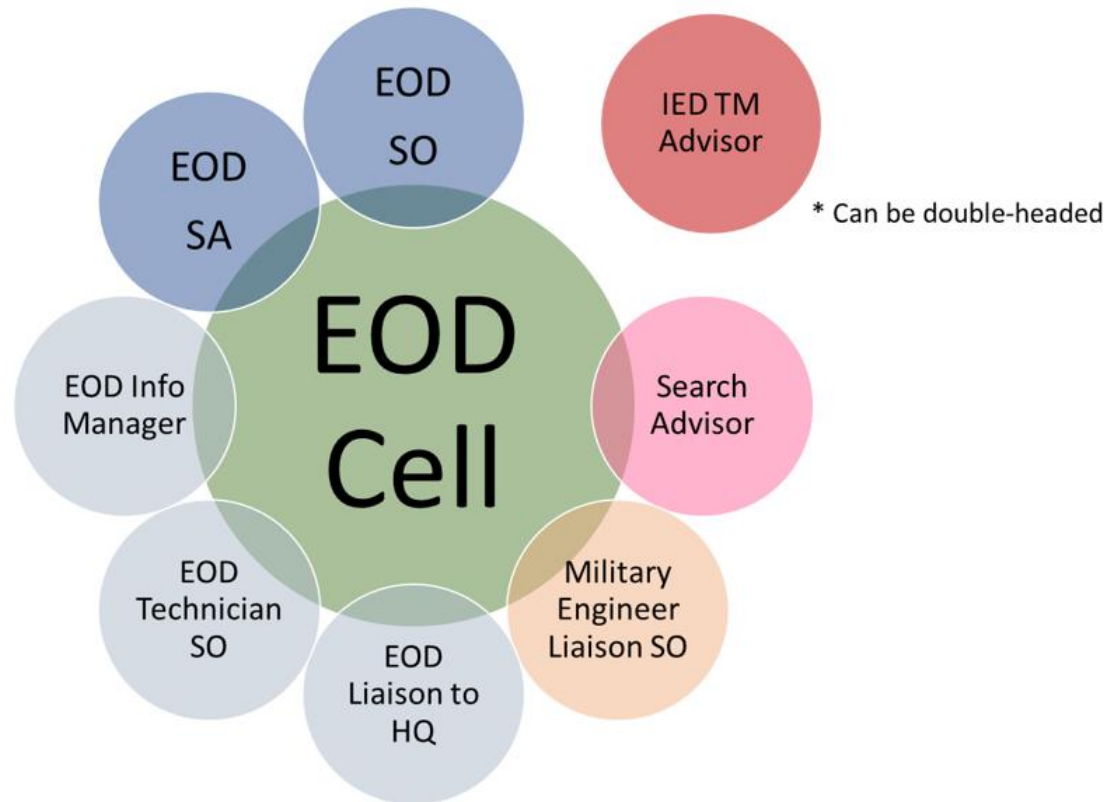 EOD
SO
IED TM
Advisor
EOD
SA
* Can be double-headed
EOD
Cell
EOD Info
Manager
Search
Advisor
EOD
Technician
SO
Military
Engineer
Liaison SO
EOD
Liaison to
HQ